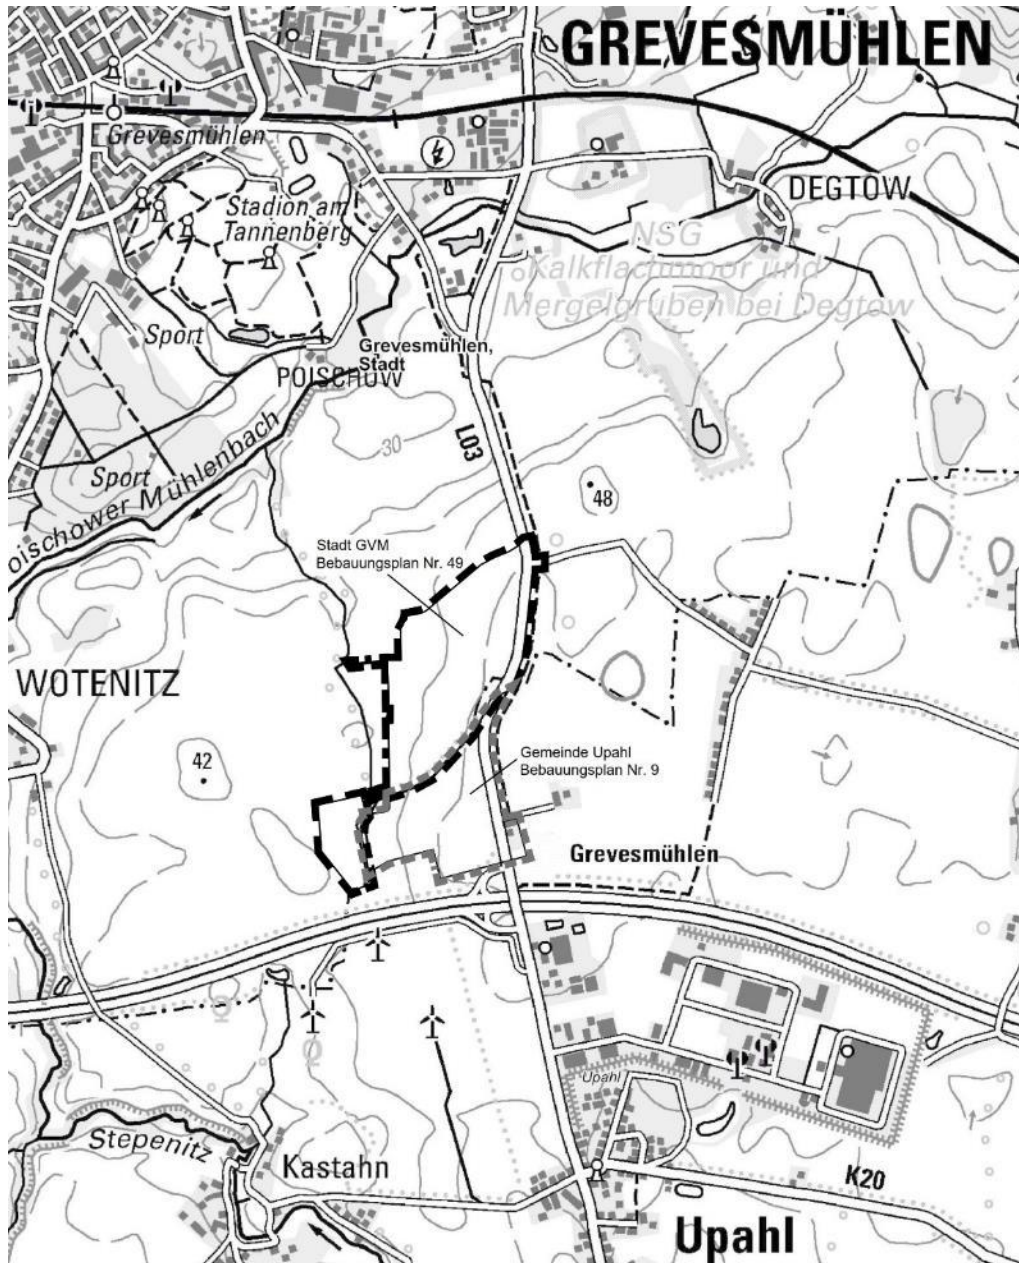 GREVESMÜHLEN
Grevesmühlen
Stadion am
Tannenberg
DEGTOW
NSG
Kalkflachmoor und
Mergelgruben bei Degtow
Sport
Grevesmühlen,
Stadt
POISCHOW
30
L03
Sport
oischower Mühlenbach
48
Stadt GVM
Bebauungsplan Nr. 49
WOTENITZ
42
Gemeinde Upahl
Bebauungsplan Nr. 9
Grevesmühlen
Upahl
Stepenitz
Kastahn
K20
Upahl